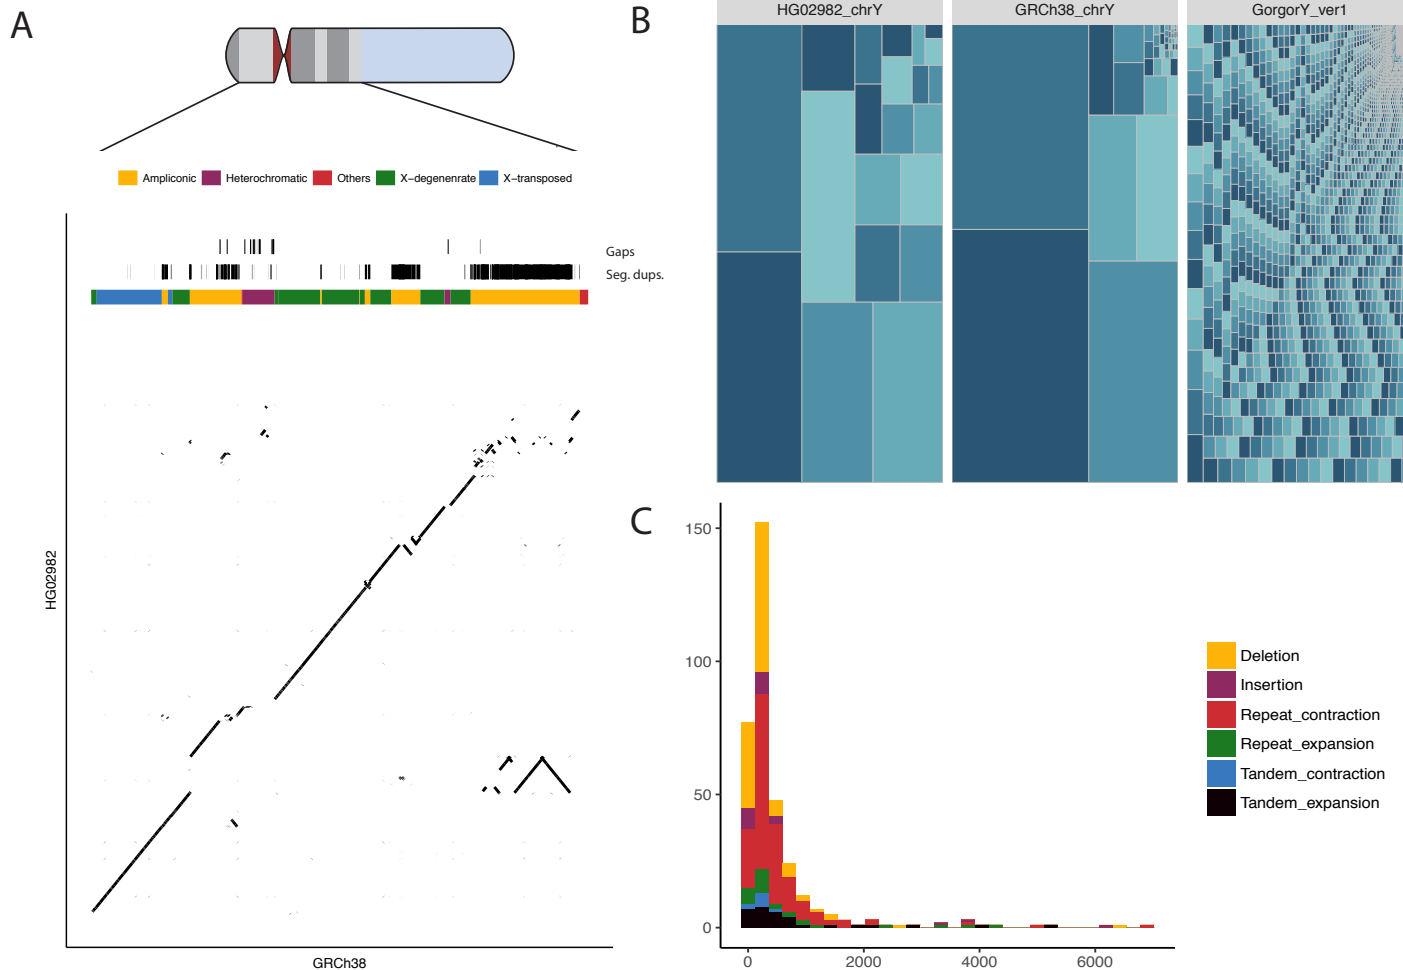 A
Ampliconic Heterochromatic Others X-degenenrate X-transposed
Gaps
Seg. dups.
HG02982
GRCh38
B
HG02982_chrY GRCh38_chrY GorgorY_ver1
C
150
100
50
0
0 2000 4000 6000
Deletion
Insertion
Repeat_contraction
Repeat_expansion
Tandem_contraction
Tandem_expansion